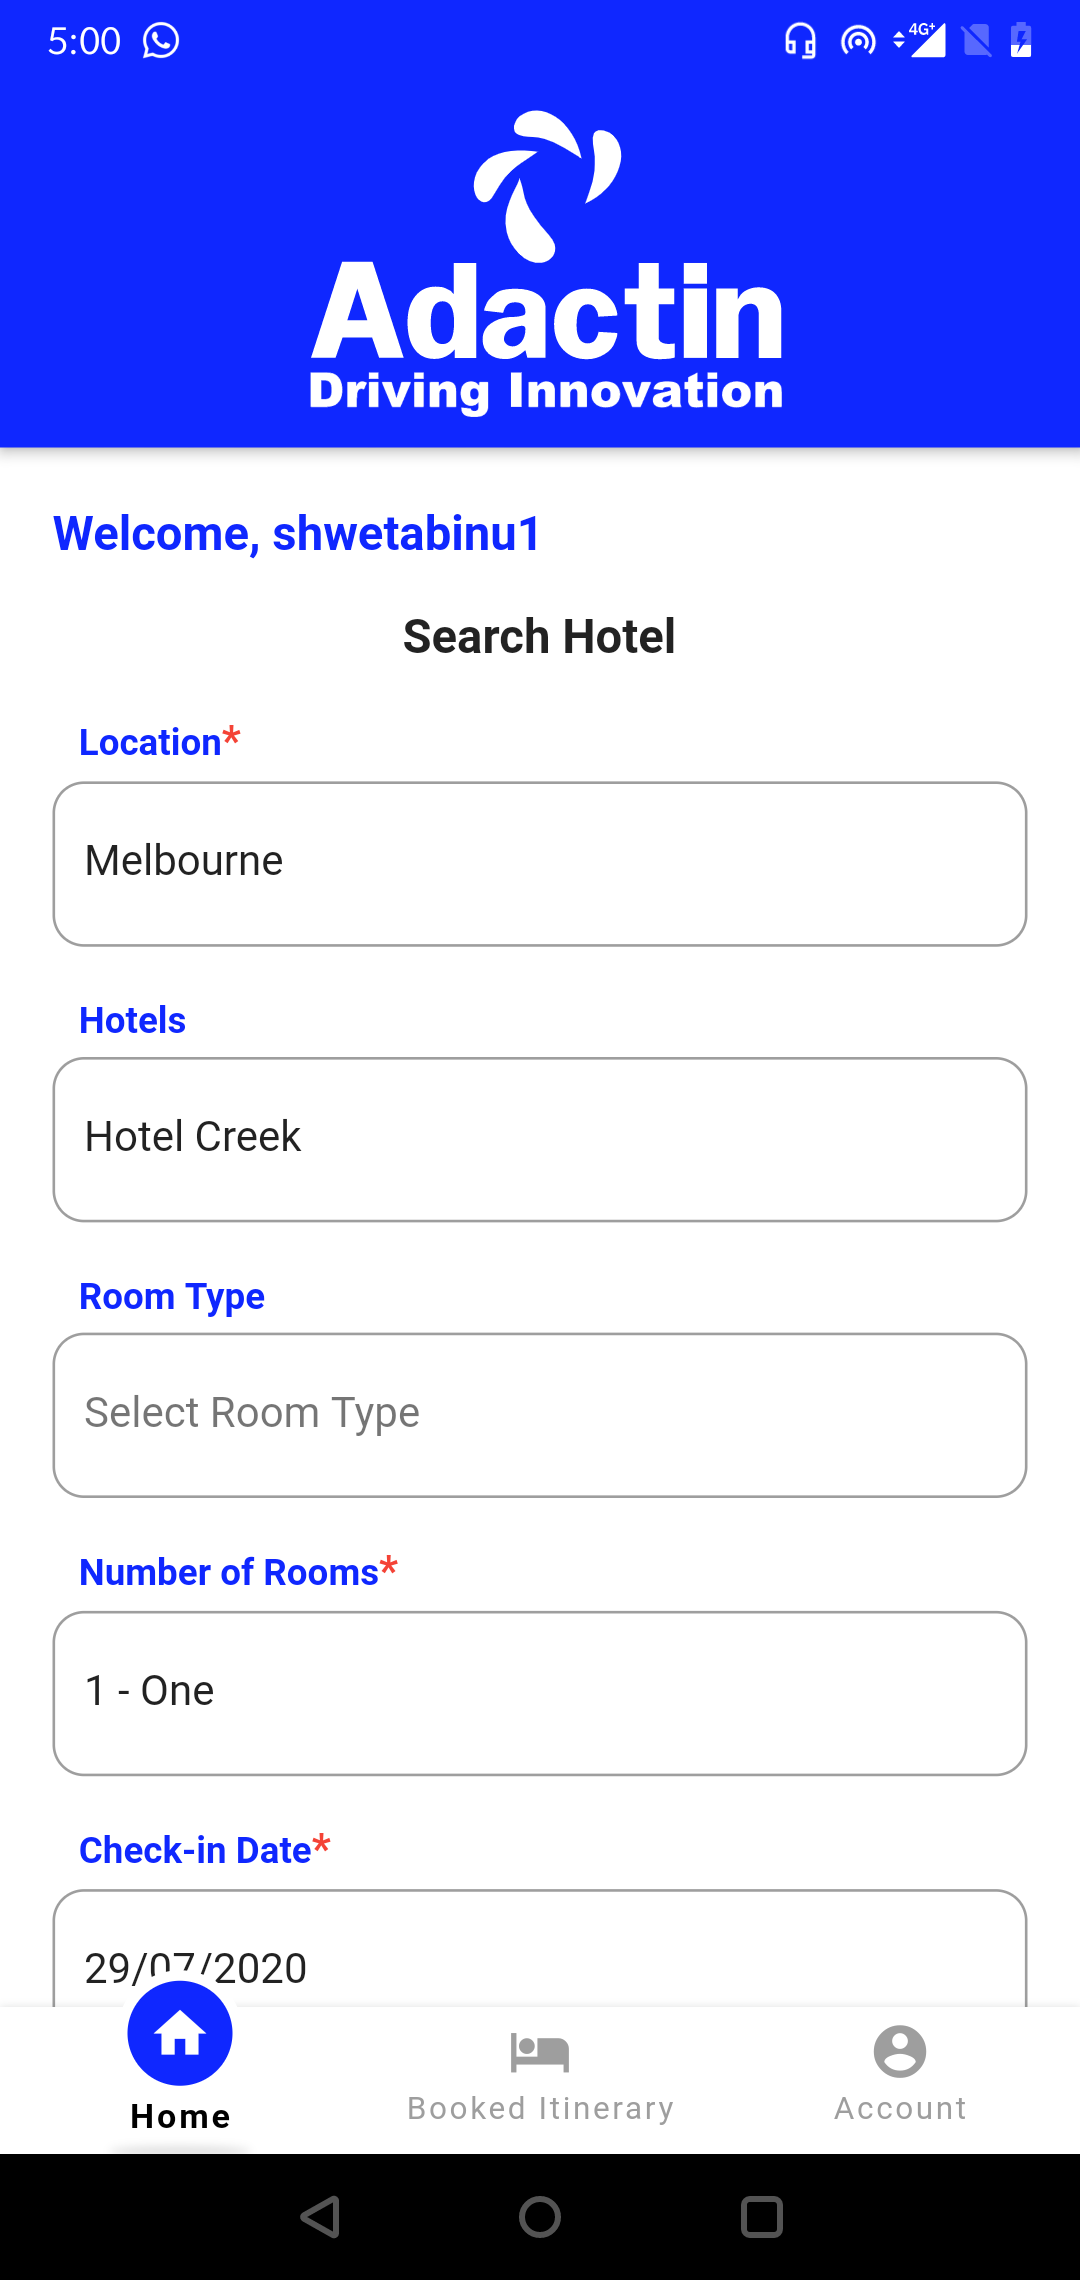 5:00
4G+
Adactin
Driving Innovation
Welcome, shwetabinu1
Search Hotel
Location*
Melbourne
Hotels
Hotel Creek
Room Type
Select Room Type
Number of Rooms*
1 - One
Check-in Date*
29/07/2020
Home
Booked Itinerary
Account